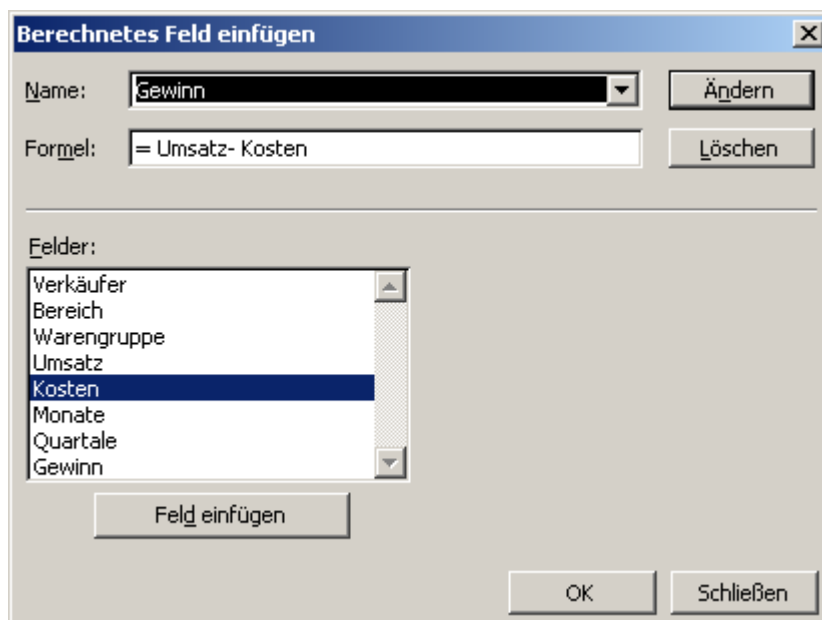 Berechnetes Feld einfügen
Name: Gewinn Ändern
Formel: = Umsatz- Kosten Löschen
Felder:
Verkäufer
Bereich
Warengruppe
Umsatz
Kosten
Monate
Quartale
Gewinn
Feld einfügen
OK Schließen